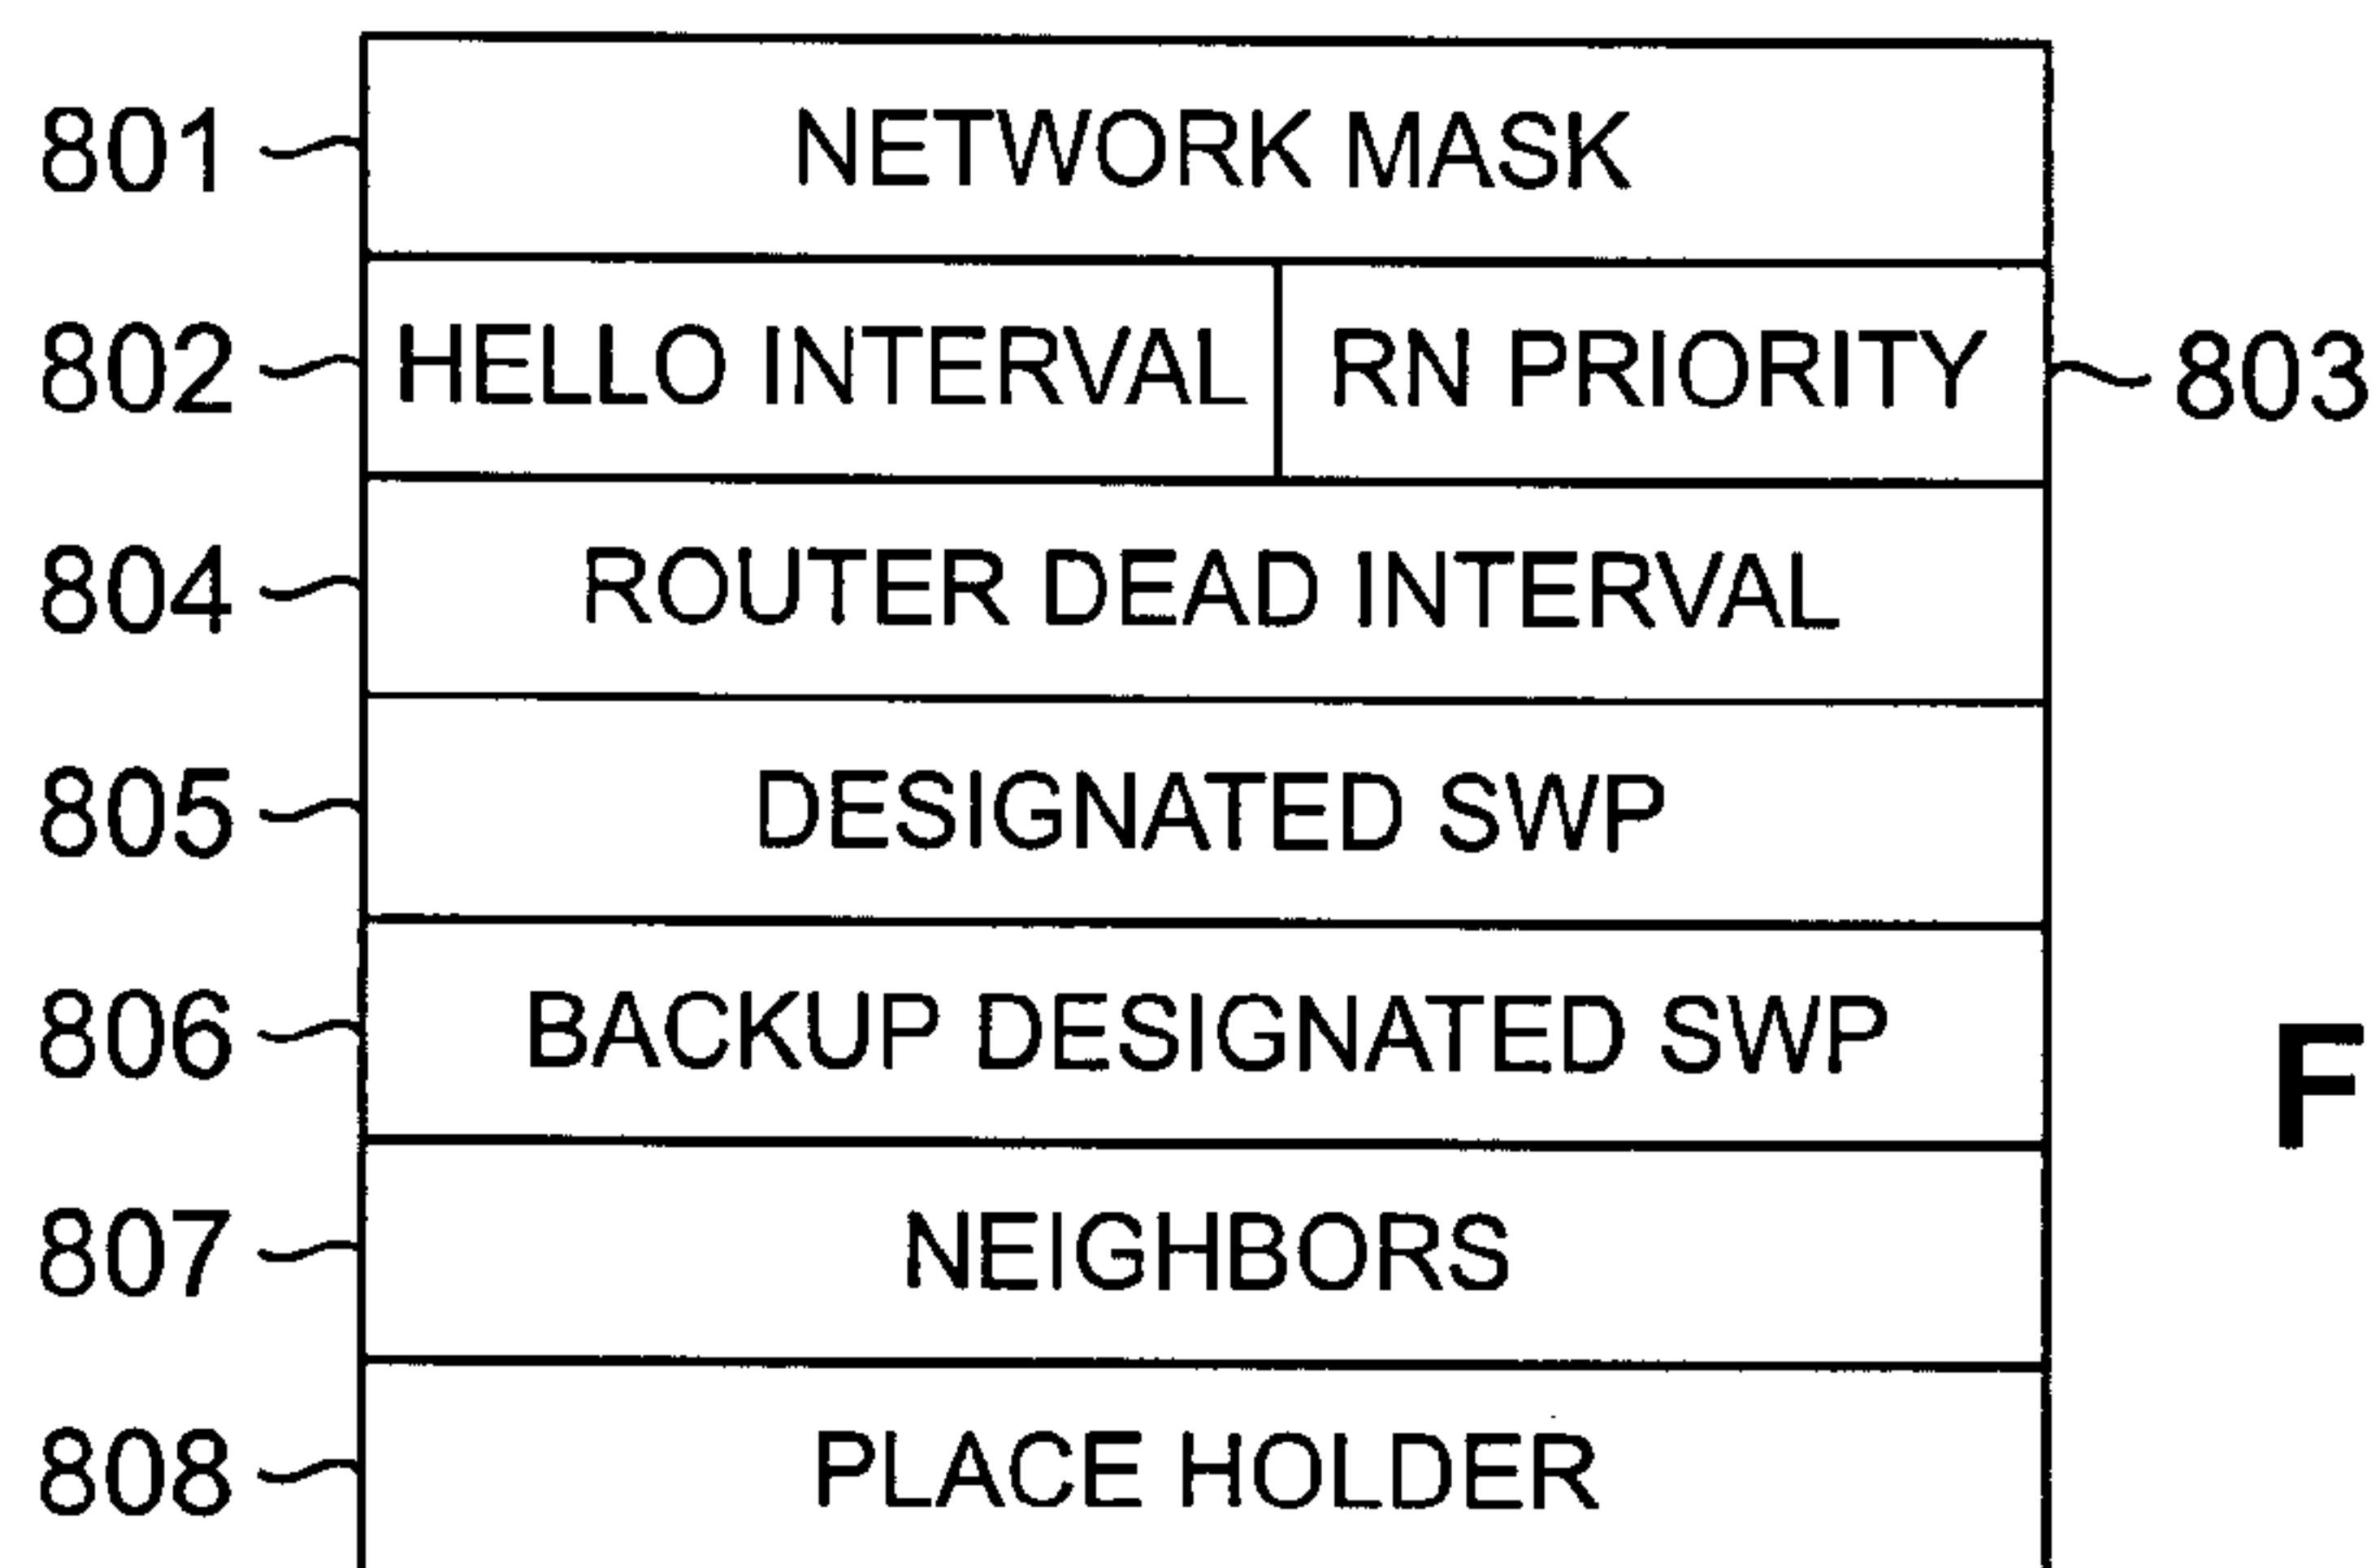 801 NETWORK MASK
802 HELLO INTERVAL RN PRIORITY 803
804 ROUTER DEAD INTERVAL
805 DESIGNATED SWP
806 BACKUP DESIGNATED SWP
F
807 NEIGHBORS
808 PLACE HOLDER